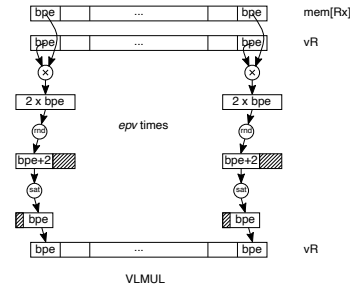 bpe ... bpe mem[Rx]
bpe ... bpe vR
× ×
2 x bpe 2 x bpe
epv times
rnd rnd
bpe+2 bpe+2
sat sat
bpe bpe
bpe ... bpe vR
VLMUL